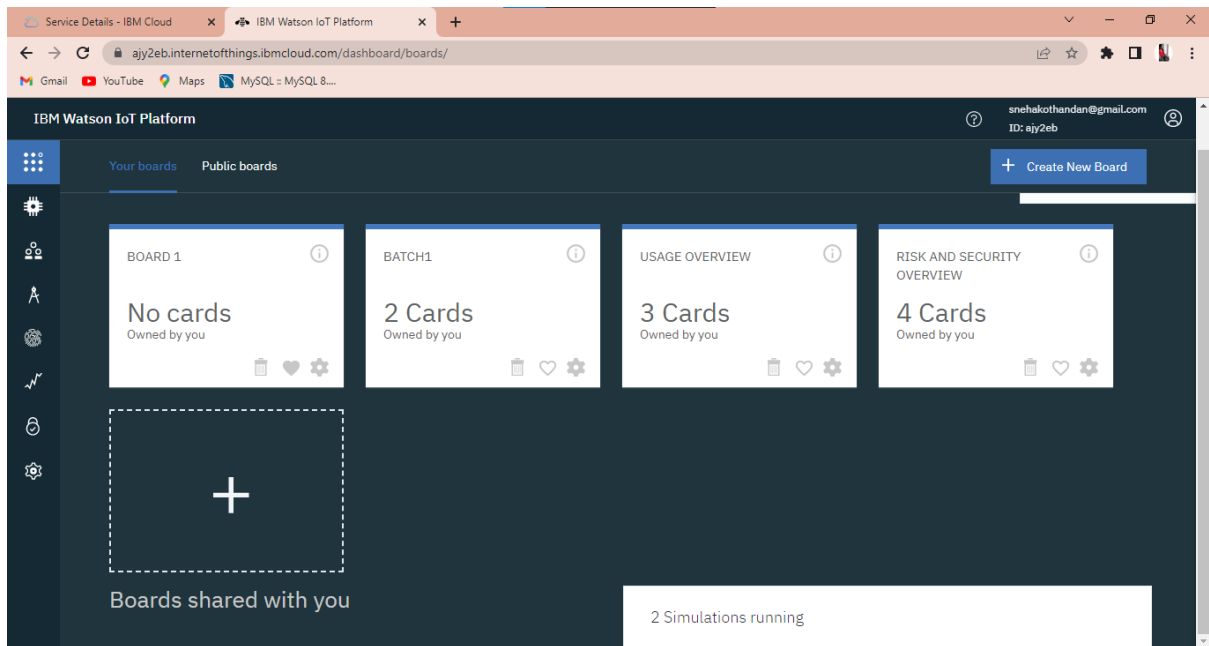 Service Details - IBM Cloud
IBM Watson IoT Platform
ajy2eb.internetofthings.ibmcloud.com/dashboard/boards/
Gmail
YouTube
Maps
MySQL :: MySQL 8....
IBM Watson IoT Platform
snehakothandan@gmail.com
ID: ajy2eb
Your boards
Public boards
Create New Board
BOARD 1
No cards
Owned by you
BATCH1
2 Cards
Owned by you
USAGE OVERVIEW
3 Cards
Owned by you
RISK AND SECURITY
OVERVIEW
4 Cards
Owned by you
Boards shared with you
2 Simulations running